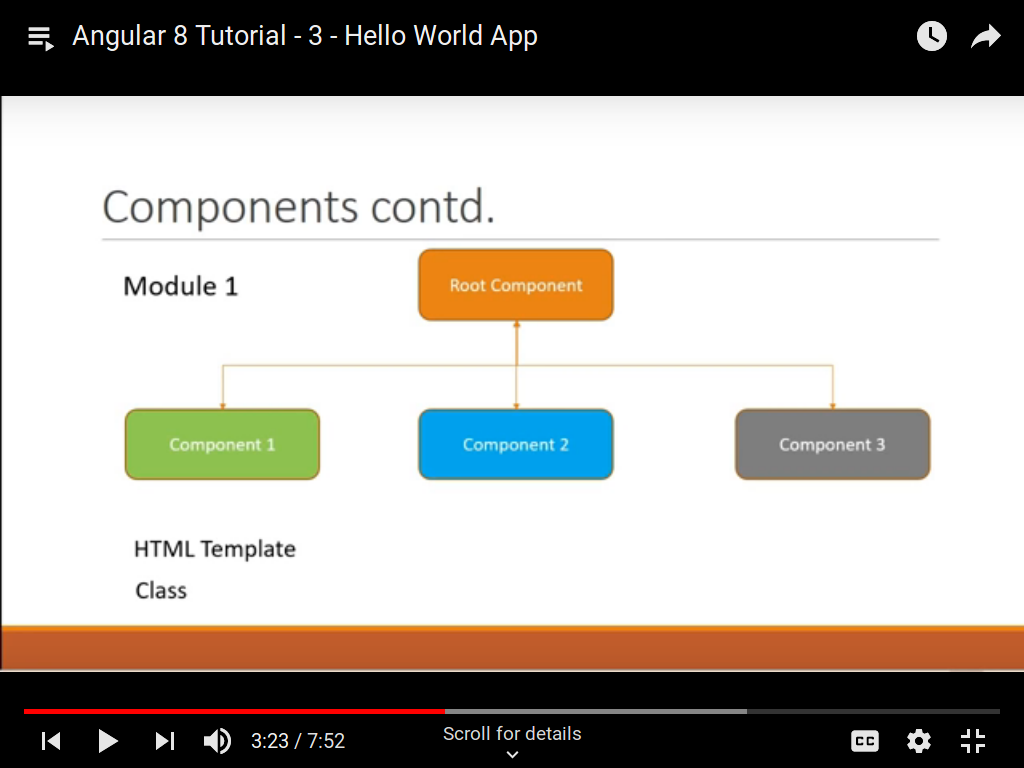 Angular 8 Tutorial - 3 - Hello World App
Components contd.
Module 1
Root Component
Component 1
Component 2
Component 3
HTML Template
Class
3:23 / 7:52
Scroll for details
CC